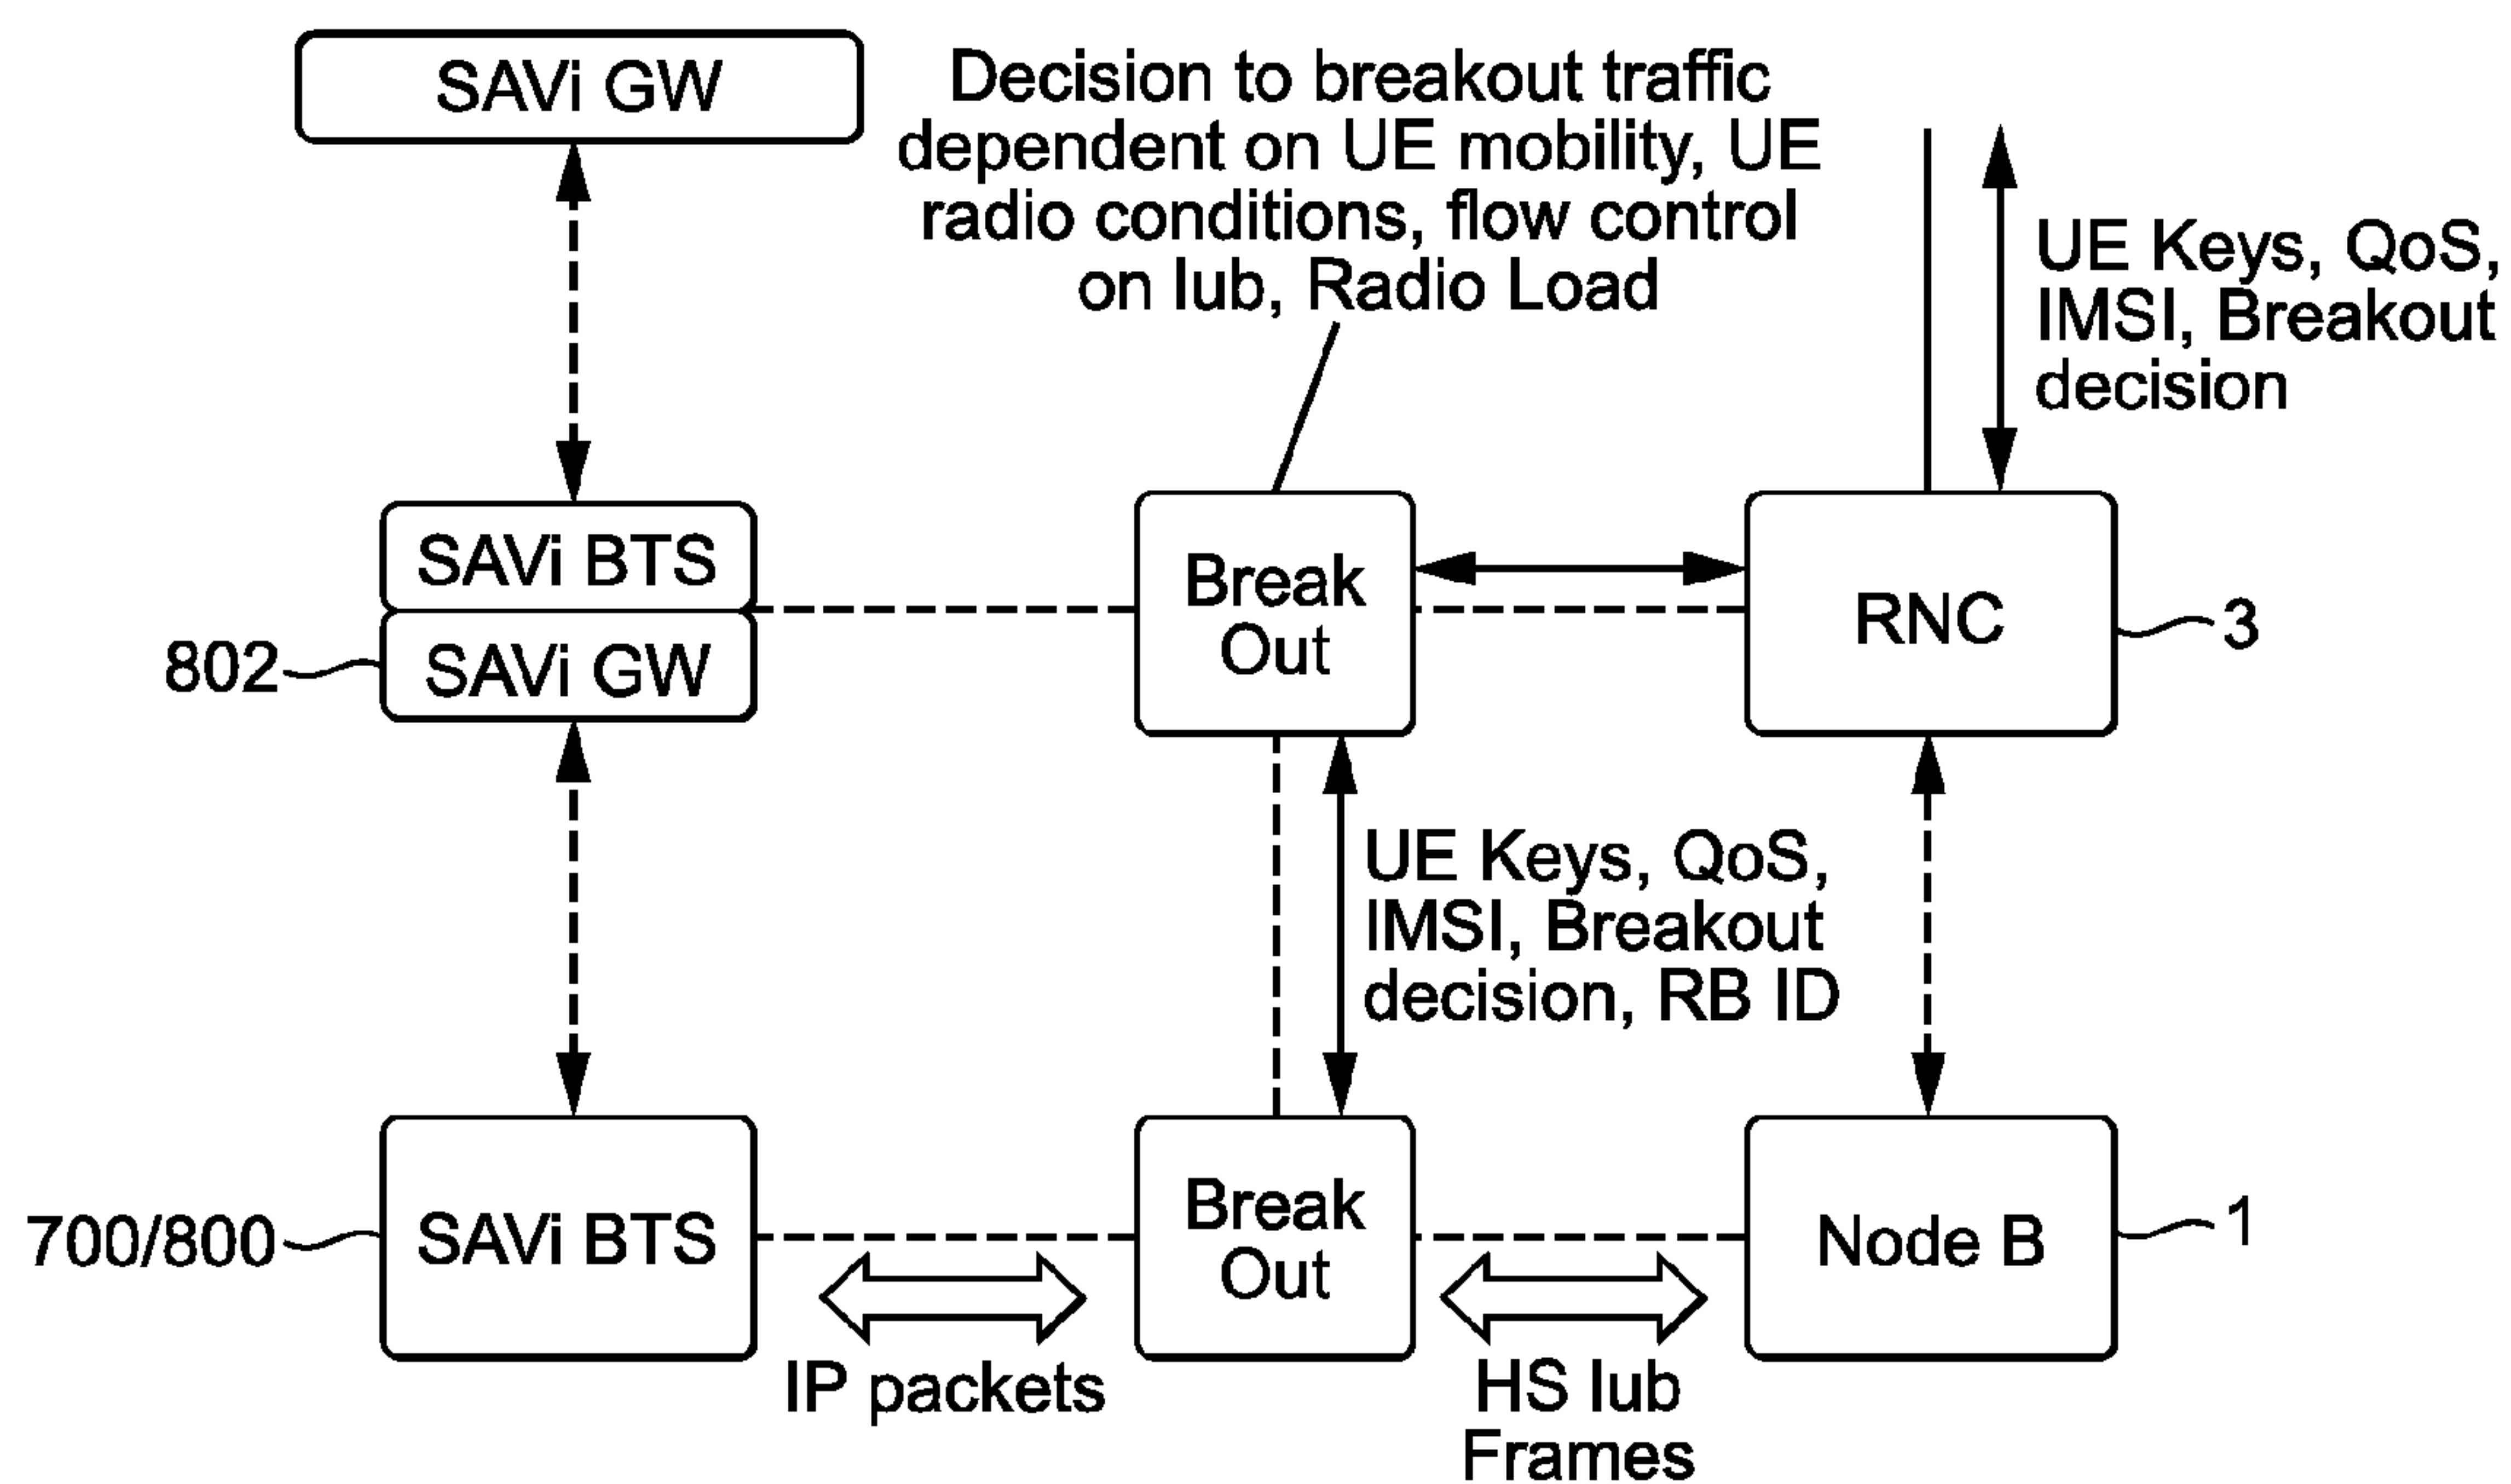 SAVi GW
Decision to breakout traffic
dependent on UE mobility, UE
radio conditions, flow control
on Iub, Radio Load
UE Keys, QoS,
IMSI, Breakout
decision
SAVi BTS
SAVi GW
802
Break
Out
RNC
3
UE Keys, QoS,
IMSI, Breakout
decision, RB ID
700/800
SAVi BTS
Break
Out
Node B
1
IP packets
HS Iub
Frames